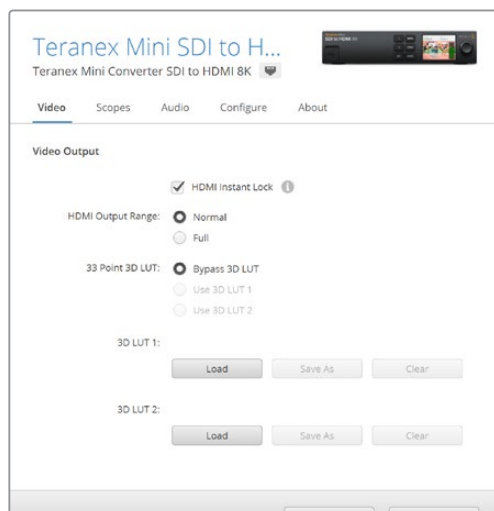 Teranex Mini SDI to H...
Teranex Mini Converter SDI to HDMI 8K
Video Scopes Audio Configure About
Video Output
HDMI Instant Lock
HDMI Output Range: Normal
Full
33 Point 3D LUT: Bypass 3D LUT
Use 3D LUT 1
Use 3D LUT 2
3D LUT 1:
Load Save As Clear
3D LUT 2:
Load Save As Clear